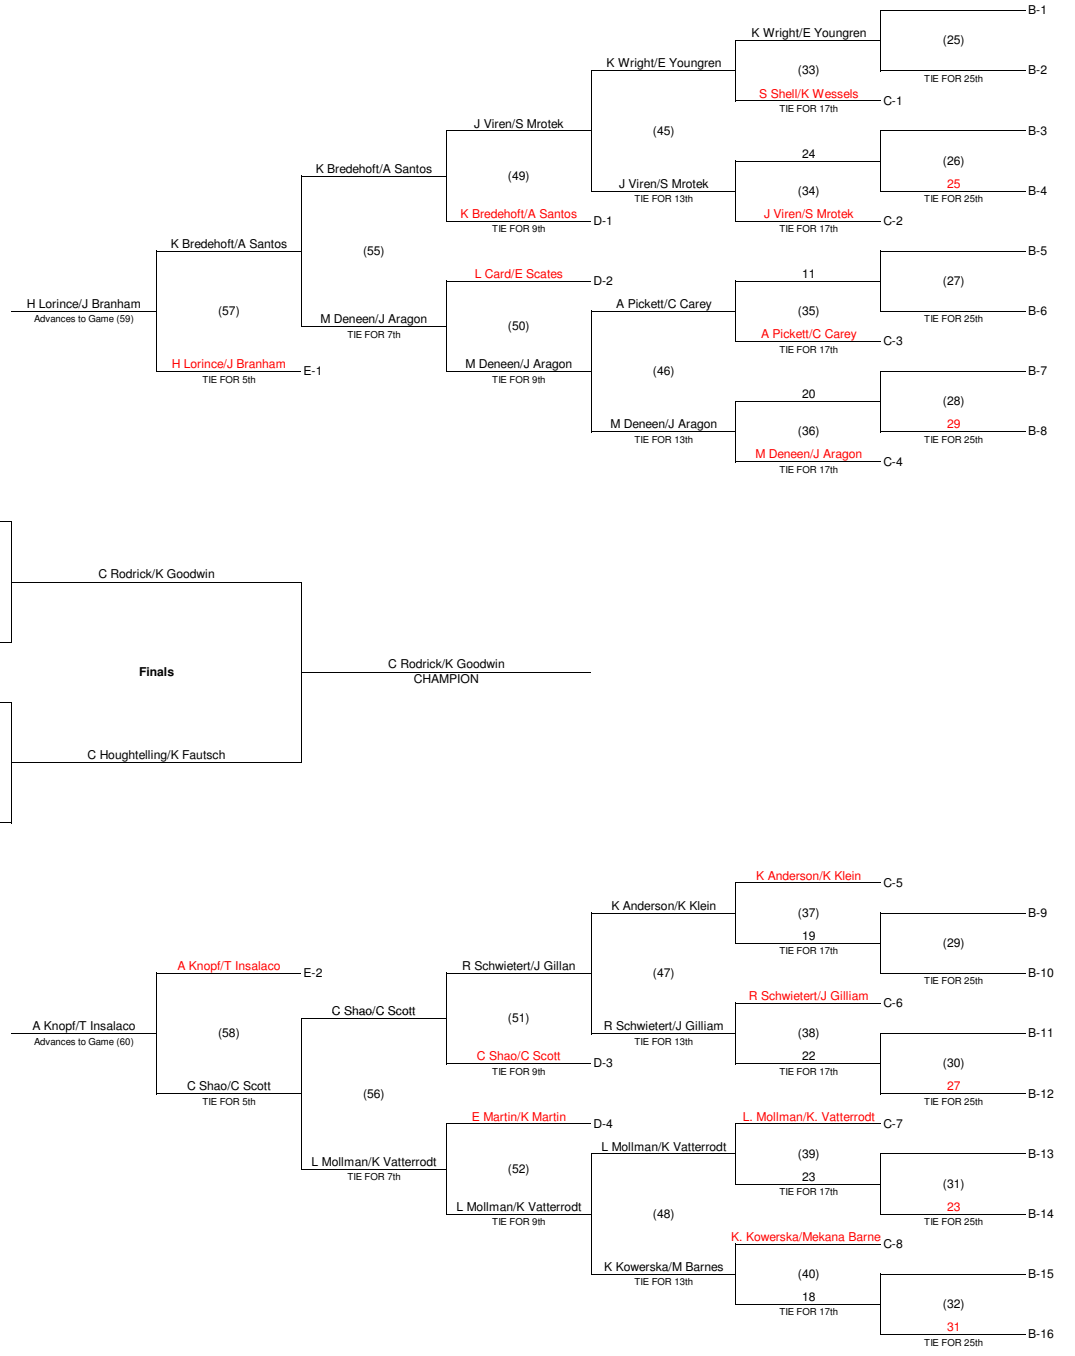 B-1
K Wright/E Youngren
(25)
K Wright/E Youngren
(33)
B-2
TIE FOR 25th
S Shell/K Wessels
C-1
TIE FOR 17th
J Viren/S Mrotek
(45)
B-3
24
(26)
K Bredehoft/A Santos
(49)
J Viren/S Mrotek
TIE FOR 13th
(34)
25
B-4
TIE FOR 25th
K Bredehoft/A Santos
D-1
TIE FOR 9th
J Viren/S Mrotek
C-2
TIE FOR 17th
K Bredehoft/A Santos
(55)
B-5
L Card/E Scates
D-2
11
(27)
H Lorince/J Branham
Advances to Game (59)
(57)
M Deneen/J Aragon
TIE FOR 7th
(50)
A Pickett/C Carey
(35)
B-6
TIE FOR 25th
A Pickett/C Carey
C-3
TIE FOR 17th
H Lorince/J Branham
E-1
TIE FOR 5th
M Deneen/J Aragon
TIE FOR 9th
(46)
B-7
20
(28)
M Deneen/J Aragon
TIE FOR 13th
(36)
29
B-8
TIE FOR 25th
M Deneen/J Aragon
C-4
TIE FOR 17th
C Rodrick/K Goodwin
Finals
C Rodrick/K Goodwin
CHAMPION
C Houghtelling/K Fautsch
K Anderson/K Klein
C-5
K Anderson/K Klein
(37)
B-9
19
TIE FOR 17th
(29)
A Knopf/T Insalaco
E-2
R Schwietert/J Gillan
(47)
B-10
TIE FOR 25th
R Schwietert/J Gilliam
C-6
C Shao/C Scott
(51)
A Knopf/T Insalaco
Advances to Game (60)
(58)
R Schwietert/J Gilliam
TIE FOR 13th
(38)
B-11
C Shao/C Scott
D-3
TIE FOR 9th
22
TIE FOR 17th
(30)
C Shao/C Scott
TIE FOR 5th
(56)
27
B-12
TIE FOR 25th
E Martin/K Martin
D-4
L. Mollman/K. Vatterrodt
C-7
L Mollman/K Vatterrodt
(39)
B-13
L Mollman/K Vatterrodt
TIE FOR 7th
(52)
23
TIE FOR 17th
(31)
L Mollman/K Vatterrodt
TIE FOR 9th
(48)
23
B-14
TIE FOR 25th
K. Kowerska/Mekana Barne
C-8
K Kowerska/M Barnes
TIE FOR 13th
(40)
B-15
18
TIE FOR 17th
(32)
31
B-16
TIE FOR 25th